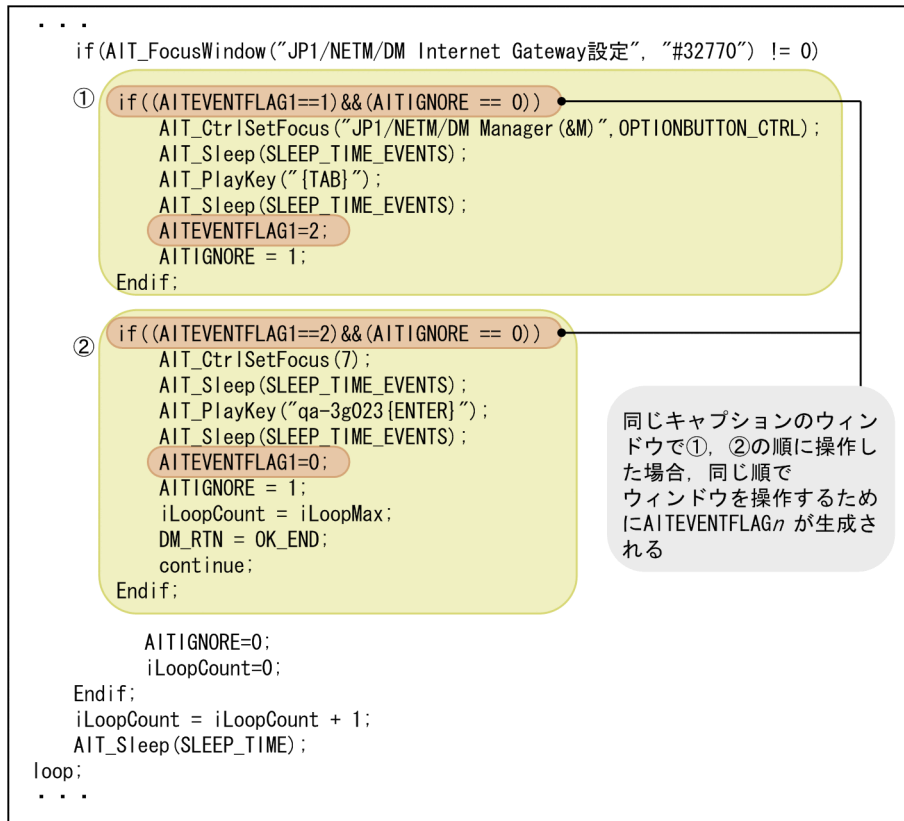 ・・・
if(AIT_FocusWindow("JP1/NETM/DM Internet Gateway設定", "#32770") != 0)
① if((AITEVENTFLAG1==1)&&(AITIGNORE == 0))
AIT_CtrlSetFocus("JP1/NETM/DM Manager(&M)",OPTIONBUTTON_CTRL);
AIT_Sleep(SLEEP_TIME_EVENTS);
AIT_PlayKey("{TAB}");
AIT_Sleep(SLEEP_TIME_EVENTS);
AITEVENTFLAG1=2;
AITIGNORE = 1;
Endif;
② if((AITEVENTFLAG1==2)&&(AITIGNORE == 0))
AIT_CtrlSetFocus(7);
AIT_Sleep(SLEEP_TIME_EVENTS);
AIT_PlayKey("qa-3g023{ENTER}");
AIT_Sleep(SLEEP_TIME_EVENTS);
AITEVENTFLAG1=0;
AITIGNORE = 1;
iLoopCount = iLoopMax;
DM_RTN = OK_END;
continue;
Endif;
同じキャプションのウィン
ドウで①，②の順に操作し
た場合，同じ順で
ウィンドウを操作するため
にAITEVENTFLAGn が生成さ
れる
AITIGNORE=0;
iLoopCount=0;
Endif;
iLoopCount = iLoopCount + 1;
AIT_Sleep(SLEEP_TIME);
loop;
・・・